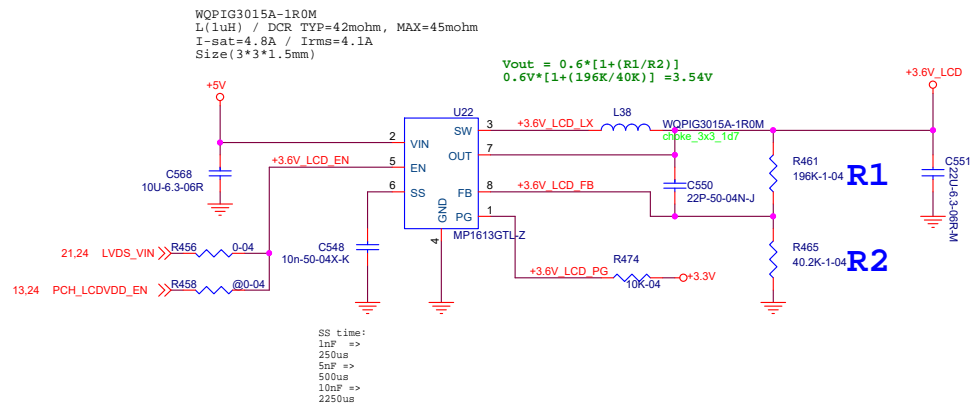 WQPIG3015A-1R0M
L(1uH) / DCR TYP=42mohm, MAX=45mohm
I-sat=4.8A / Irms=4.1A
Size(3*3*1.5mm)
Vout = 0.6*[1+(R1/R2)]
0.6V*[1+(196K/40K)] =3.54V
+5V
+3.6V_LCD
U22
L38
2
VIN
SW
3
+3.6V_LCD_LX
WQPIG3015A-1R0M
choke_3x3_1d7
+3.6V_LCD_EN
5
EN
OUT
7
C568
10U-6.3-06R
6
SS
FB
8
+3.6V_LCD_FB
C550
22P-50-04N-J
R461
196K-1-04
R1
C551
22U-6.3-06R-M
GND
PG
1
4
MP1613GTL-Z
C548
10n-50-04X-K
R465
40.2K-1-04
R2
21,24
LVDS_VIN
R456
0-04
13,24
PCH_LCDVDD_EN
R458
@0-04
+3.6V_LCD_PG
R474
10K-04
+3.3V
SS time:
1nF =>
250us
5nF =>
500us
10nF =>
2250us